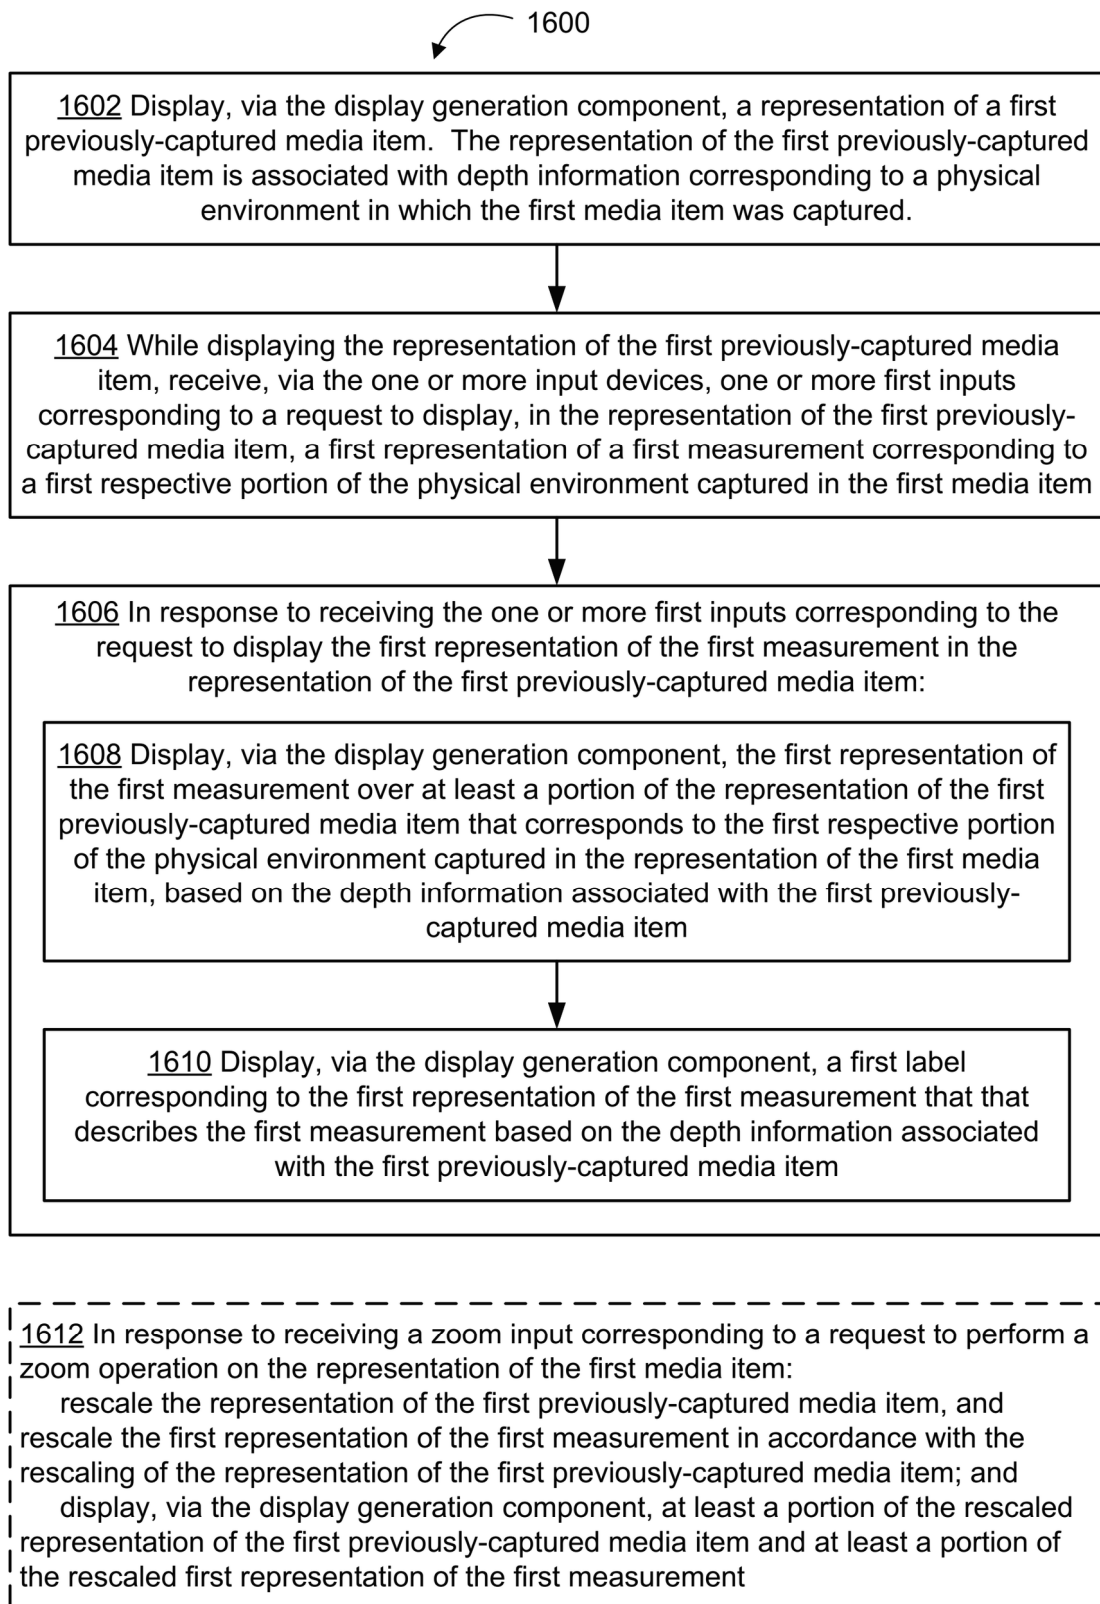 1600
1602 Display, via the display generation component, a representation of a first
previously-captured media item.  The representation of the first previously-captured
media item is associated with depth information corresponding to a physical
environment in which the first media item was captured.
1604 While displaying the representation of the first previously-captured media
item, receive, via the one or more input devices, one or more first inputs
corresponding to a request to display, in the representation of the first previously-
captured media item, a first representation of a first measurement corresponding to
a first respective portion of the physical environment captured in the first media item
1606 In response to receiving the one or more first inputs corresponding to the
request to display the first representation of the first measurement in the
representation of the first previously-captured media item:
1608 Display, via the display generation component, the first representation of
the first measurement over at least a portion of the representation of the first
previously-captured media item that corresponds to the first respective portion
of the physical environment captured in the representation of the first media
item, based on the depth information associated with the first previously-
captured media item
1610 Display, via the display generation component, a first label
corresponding to the first representation of the first measurement that that
describes the first measurement based on the depth information associated
with the first previously-captured media item
1612 In response to receiving a zoom input corresponding to a request to perform a
zoom operation on the representation of the first media item:
rescale the representation of the first previously-captured media item, and
rescale the first representation of the first measurement in accordance with the
rescaling of the representation of the first previously-captured media item; and
display, via the display generation component, at least a portion of the rescaled
representation of the first previously-captured media item and at least a portion of
the rescaled first representation of the first measurement